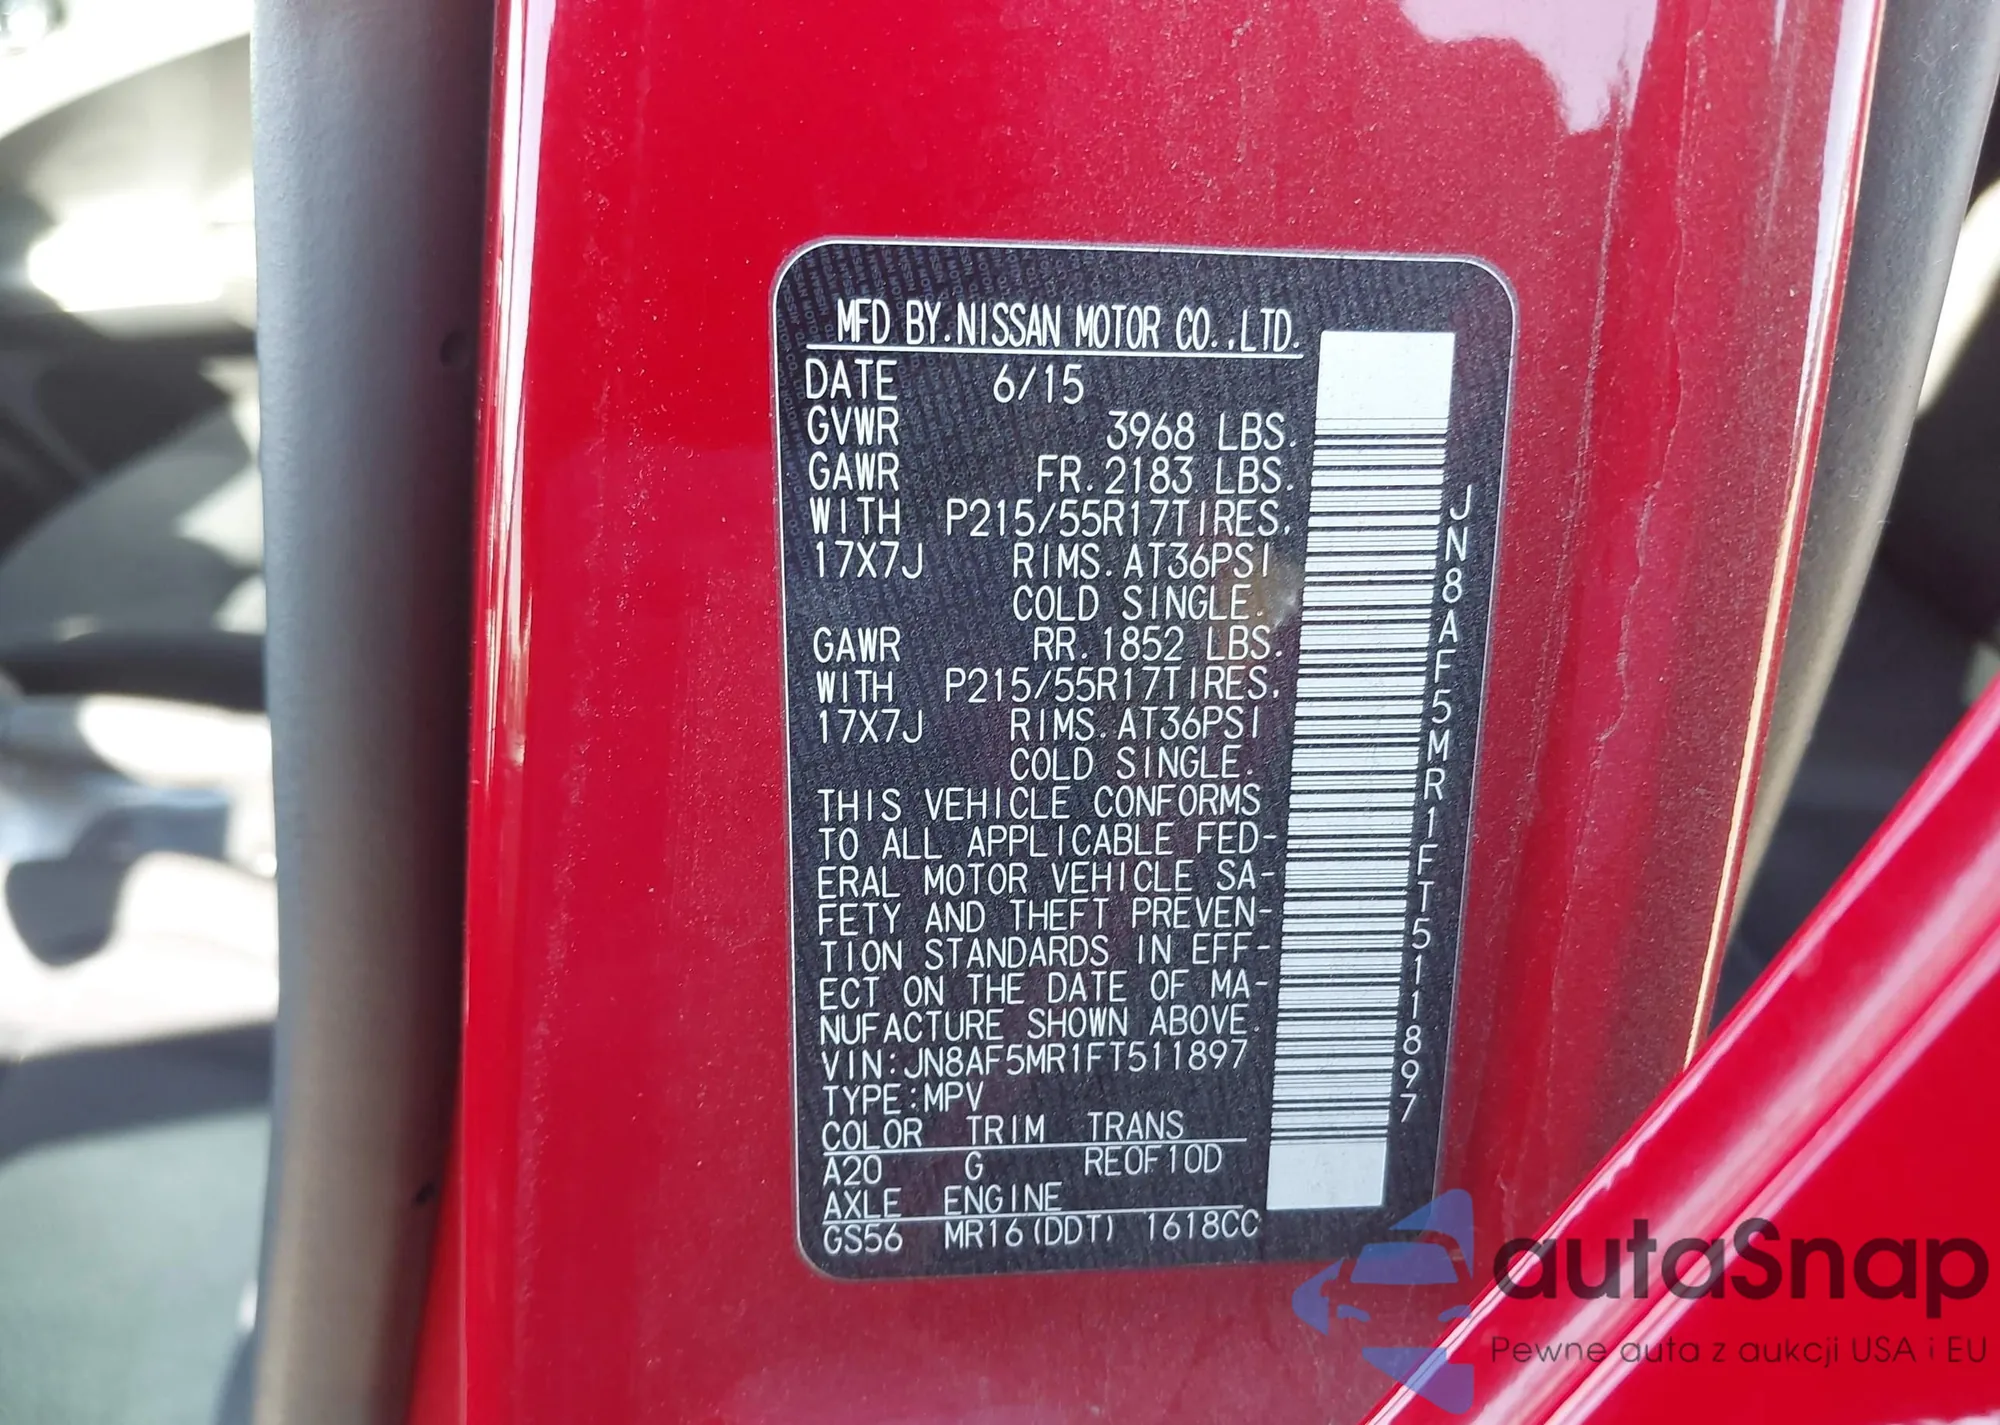 MFD BY.NISSAN MOTOR CO.,LTD.
DATE 6/15
GVWR 3968 LBS.
GAWR FR.2183 LBS.
WITH P215/55R17TIRES.
17X7J RIMS.AT36PSI
COLD SINGLE.
GAWR RR.1852 LBS.
WITH P215/55R17TIRES.
17X7J RIMS.AT36PSI
COLD SINGLE.
THIS VEHICLE CONFORMS
TO ALL APPLICABLE FED-
ERAL MOTOR VEHICLE SA-
FETY AND THEFT PREVEN-
TION STANDARDS IN EFF-
ECT ON THE DATE OF MA-
NUFACTURE SHOWN ABOVE.
VIN:JN8AF5MR1FT511897
TYPE:MPV
COLOR TRIM TRANS
A20 G RE0F10D
AXLE ENGINE
GS56 MR16(DDT) 1618CC
JN8AF5MR1FT511897
autoSnap
Pewne auta z aukcji USA i EU